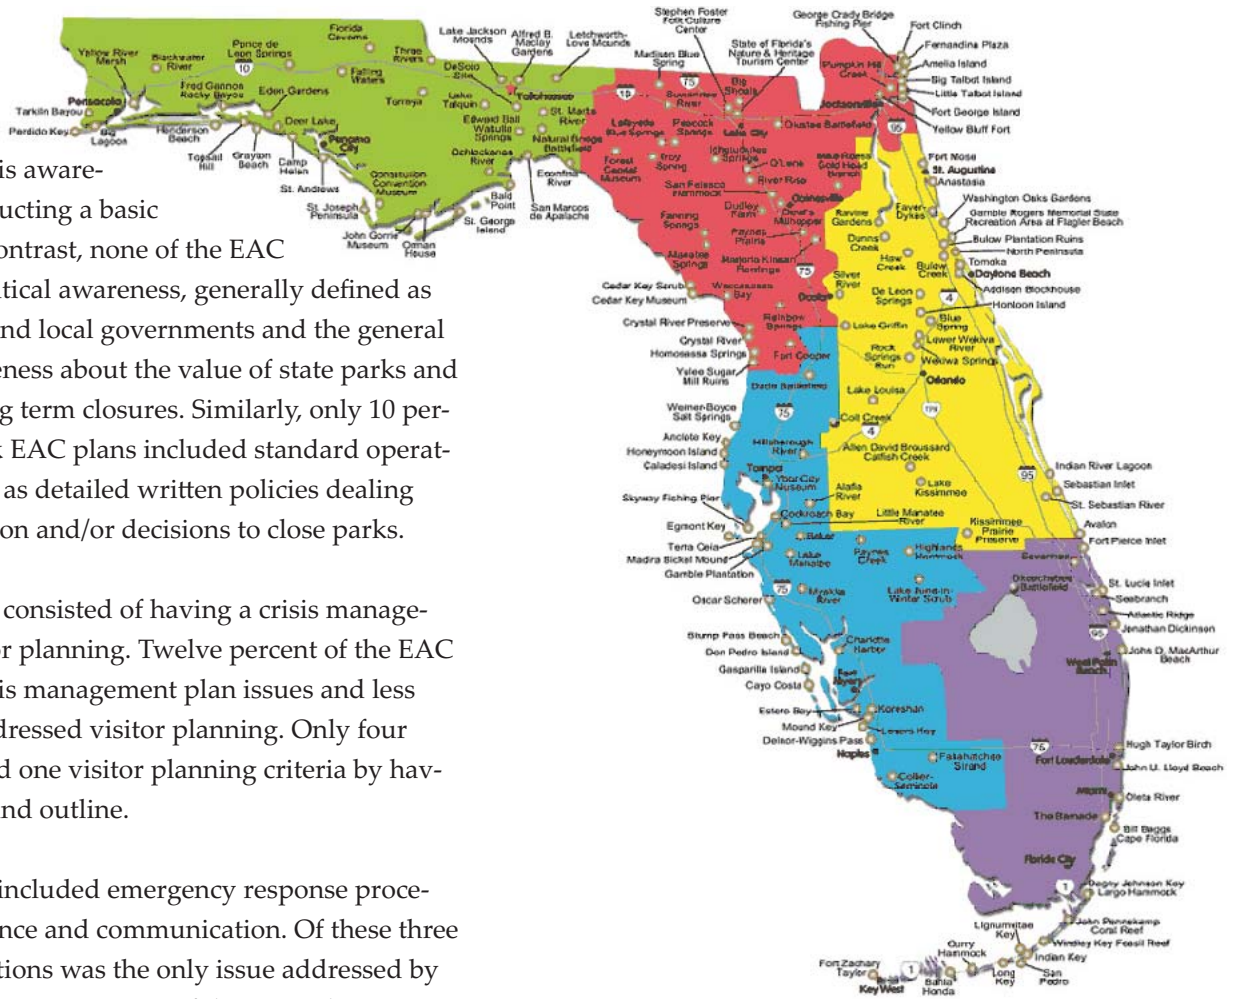 is aware-
ucting a basic
ontrast, none of the EAC
itical awareness, generally defined as
nd local governments and the general
eness about the value of state parks and
g term closures. Similarly, only 10 per-
EAC plans included standard operat-
as detailed written policies dealing
on and/or decisions to close parks.
consisted of having a crisis manage-
or planning. Twelve percent of the EAC
is management plan issues and less
dressed visitor planning. Only four
d one visitor planning criteria by hav-
nd outline.
included emergency response proce-
nce and communication. Of these three
tions was the only issue addressed by
Yellow River
Marsh
Blackwater
River
Ponce de
Leon Springs
Florida
Caverns
Three
Rivers
Falling
Waters
Torreya
Lake Jackson
Mounds
Alfred B.
Maclay
Gardens
Letchworth-
Love Mounds
DeSoto
Site
Tallahassee
Lake
Talquin
St. Marks
River
Edward Ball
Wakulla
Springs
Natural Bridge
Battlefield
Ochlockonee
River
Econfina
River
Pensacola
Tarkiln Bayou
Perdido Key
Big
Lagoon
Fred Gannon
Rocky Bayou
Eden Gardens
Henderson
Beach
Topsail
Hill
Grayton
Beach
Deer Lake
Camp
Helen
Panama
City
St. Andrews
Constitution
Convention
Museum
St. Joseph
Peninsula
John Gorrie
Museum
Orman
House
St. George
Island
Bald
Point
San Marcos
de Apalache
10
Stephen Foster
Folk Culture
Center
Madison Blue
Spring
State of Florida's
Nature & Heritage
Tourism Center
Big
Shoals
Suwannee
River
Lafayette
Blue Springs
Peacock
Springs
Lake City
Olustee Battlefield
Ichetucknee
Springs
Troy
Spring
Forest
Capital
Museum
O'Leno
River Rise
San Felasco
Hammock
Gainesville
Dudley
Farm
Devil's
Millhopper
Paynes
Prairie
Fanning
Springs
Manatee
Springs
Marjorie Kinnan
Rawlings
Cedar Key Scrub
Cedar Key Museum
Waccasassa
Bay
Rainbow
Springs
Ocala
Crystal River Preserve
Crystal River
Homosassa Springs
Yulee Sugar
Mill Ruins
Fort Cooper
75
George Crady Bridge
Fishing Pier
Pumpkin Hill
Creek
Jacksonville
Fort Clinch
Fernandina Plaza
Amelia Island
Big Talbot Island
Little Talbot Island
Fort George Island
Yellow Bluff Fort
95
Fort Mose
St. Augustine
Anastasia
Washington Oaks Gardens
Gamble Rogers Memorial State
Recreation Area at Flagler Beach
Faver-
Dykes
Bulow Plantation Ruins
North Peninsula
Tomoka
Daytona Beach
Addison Blockhouse
Bulow
Creek
Ravine
Gardens
Dunns
Creek
Haw
Creek
Silver
River
De Leon
Springs
4
Hontoon Island
Blue
Spring
Lake Griffin
Lower Wekiva
River
Rock
Springs
Run
Wekiwa Springs
Orlando
Lake Louisa
Colt Creek
4
Allen David Broussard
Catfish Creek
Lake
Kissimmee
95
Indian River Lagoon
Sebastian Inlet
St. Sebastian River
Kissimmee
Prairie
Preserve
Avalon
Fort Pierce Inlet
Dade Battlefield
75
Weeki-Boyce
Salt Springs
Anclote Key
Honeymoon Island
Caladesi Island
Hillsborough
River
Tampa
Ybor City
Museum
Alafia
River
Skyway Fishing Pier
Cockroach Bay
Little Manatee
River
Egmont Key
Terra Ceia
Madira Bickel Mound
Gamble Plantation
Lake
Manatee
Paynes
Creek
Highlands
Hammock
Lake June-in-
Winter Scrub
75
Oscar Scherer
Myakka
River
Stump Pass Beach
Don Pedro Island
Gasparilla Island
Cayo Costa
Charlotte
Harbor
Fort
Myers
Estero Bay
Koreshan
Mound Key
Lovers Key
Delnor-Wiggins Pass
Naples
Fakahatchee
Strand
Collier-
Seminole
Savannas
Okeechobee
Battlefield
St. Lucie Inlet
Seabranch
Atlantic Ridge
Jonathan Dickinson
95
John D. MacArthur
Beach
West Palm
Beach
75
Hugh Taylor Birch
Fort Lauderdale
John U. Lloyd Beach
Miami
Oleta River
The Barnacle
Bill Baggs
Cape Florida
Florida City
1
Dagny Johnson Key
Largo Hammock
John Pennekamp
Coral Reef
Lignumvitae
Key
Windley Key Fossil Reef
Indian Key
Curry
Hammock
Long
Key
San
Pedro
Fort Zachary
Taylor
1
Key West
Bahia
Honda